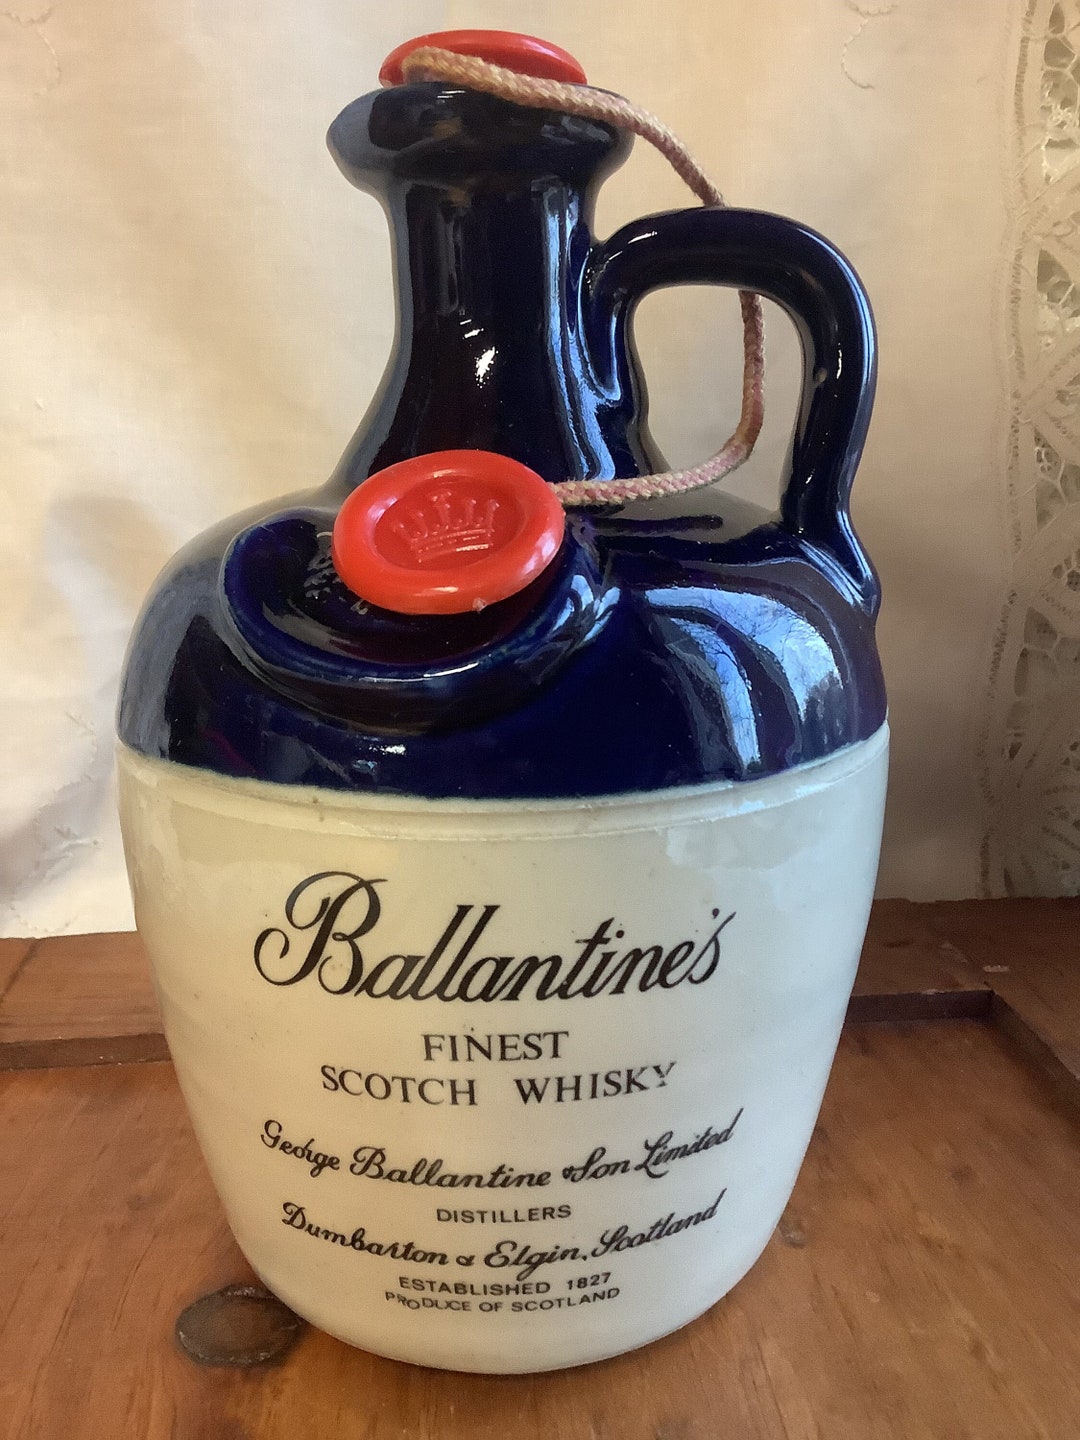 Ballantine's
FINEST
SCOTCH WHISKY
George Ballantine & Son Limited
DISTILLERS
Dumbarton & Elgin, Scotland
ESTABLISHED 1827
PRODUCE OF SCOTLAND